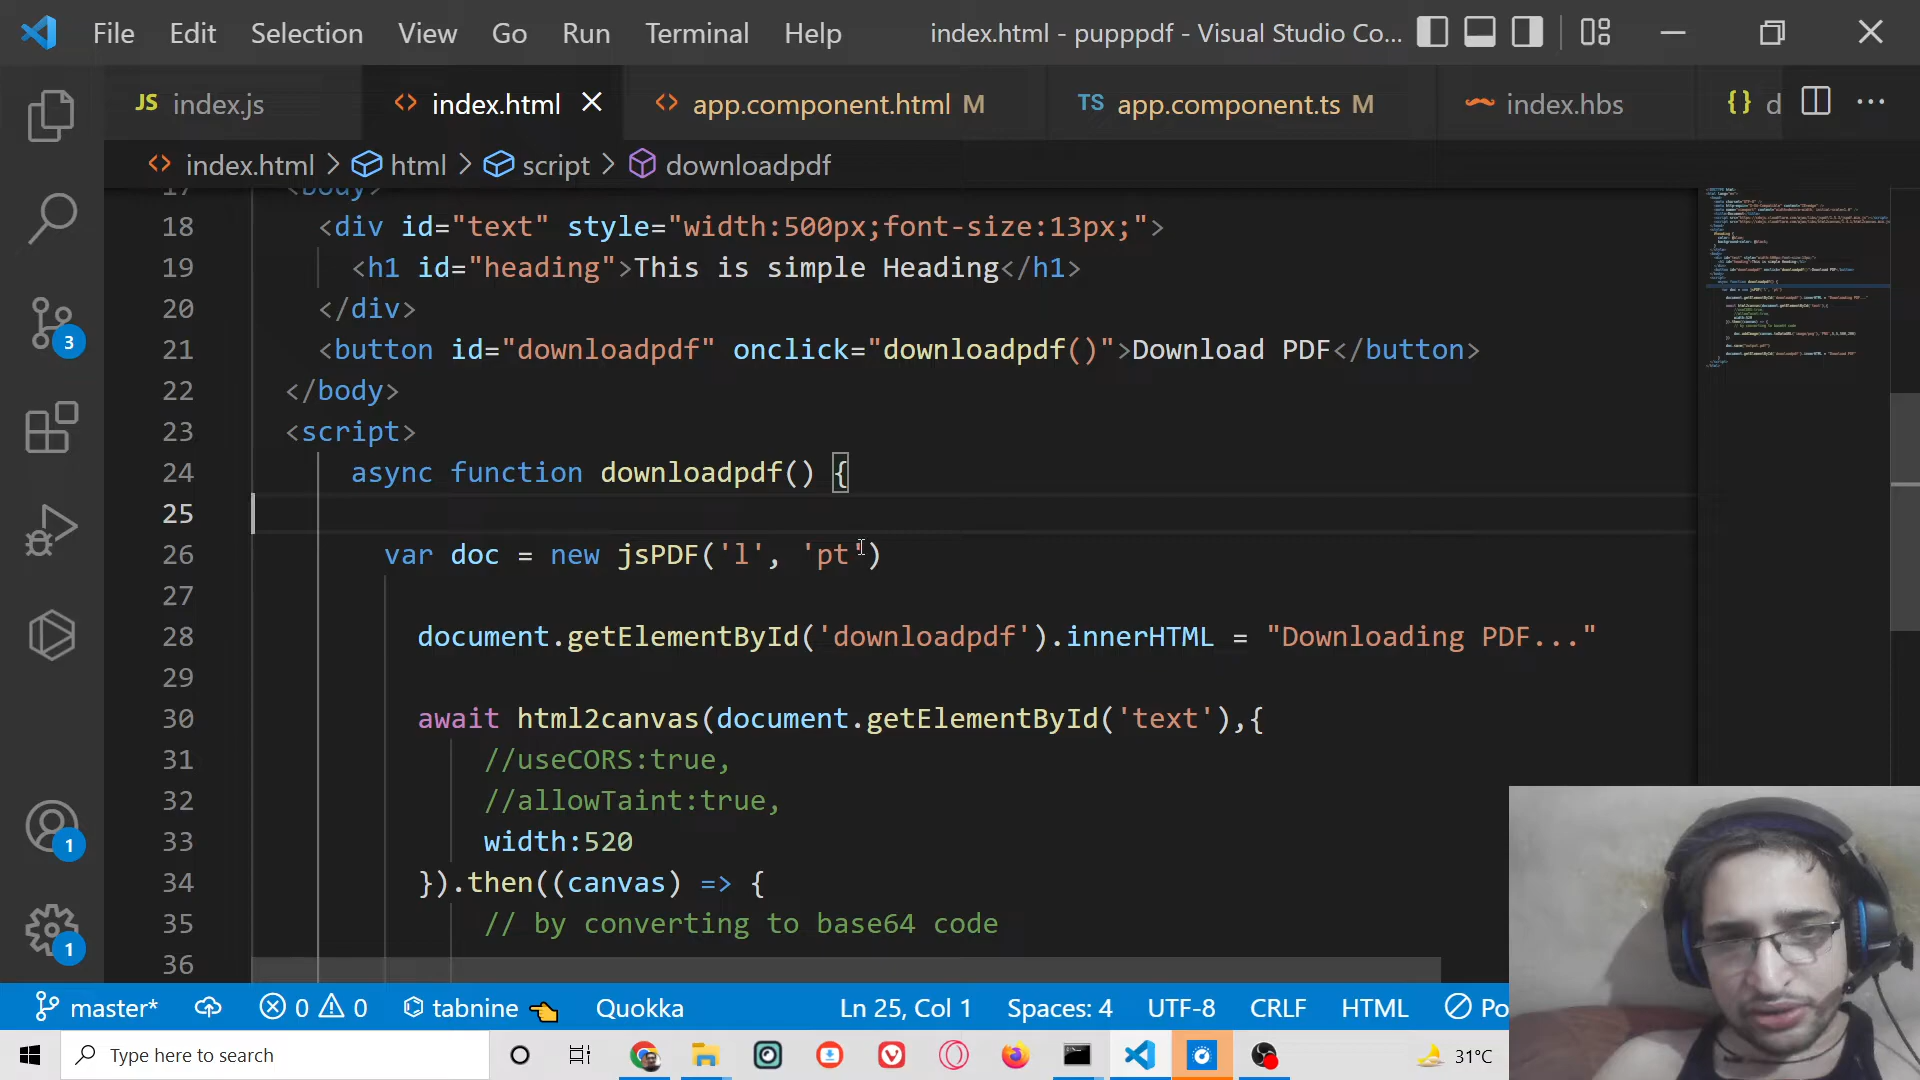 File Edit Selection View Go Run Terminal Help index.html - pupppdf - Visual Studio Co...
JS index.js index.html app.component.html M TS app.component.ts M index.hbs {} d
index.html > html > script > downloadpdf
17 <body>
18 <div id="text" style="width:500px;font-size:13px;">
19 <h1 id="heading">This is simple Heading</h1>
20 </div>
21 <button id="downloadpdf" onclick="downloadpdf()">Download PDF</button>
22 </body>
23 <script>
24 async function downloadpdf() {
25
26 var doc = new jsPDF('l', 'pt')
27
28 document.getElementById('downloadpdf').innerHTML = "Downloading PDF..."
29
30 await html2canvas(document.getElementById('text'),{
31 //useCORS:true,
32 //allowTaint:true,
33 width:520
34 }).then((canvas) => {
35 // by converting to base64 code
36
3
1
1
master* 0 0 tabnine Quokka Ln 25, Col 1 Spaces: 4 UTF-8 CRLF HTML Po
Type here to search 31°C